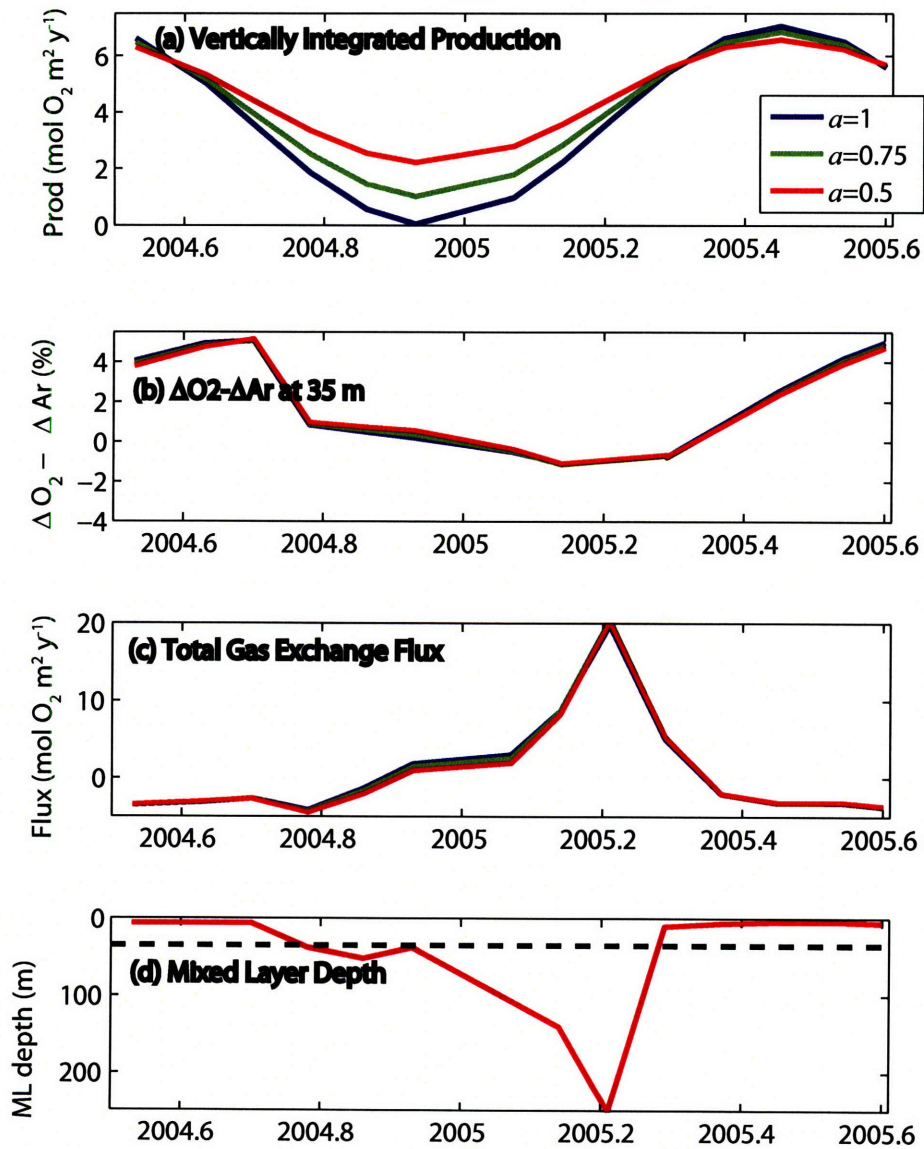 (a) Vertically Integrated Production
Prod (mol O₂ m² y⁻¹)
6
4
2
0
2004.6 2004.8 2005 2005.2 2005.4 2005.6
a=1
a=0.75
a=0.5
(b) ΔO2-ΔAr at 35 m
Δ O₂ – Δ Ar (%)
4
2
0
−2
−4
2004.6 2004.8 2005 2005.2 2005.4 2005.6
(c) Total Gas Exchange Flux
Flux (mol O₂ m² y⁻¹)
20
10
0
2004.6 2004.8 2005 2005.2 2005.4 2005.6
(d) Mixed Layer Depth
ML depth (m)
0
100
200
2004.6 2004.8 2005 2005.2 2005.4 2005.6